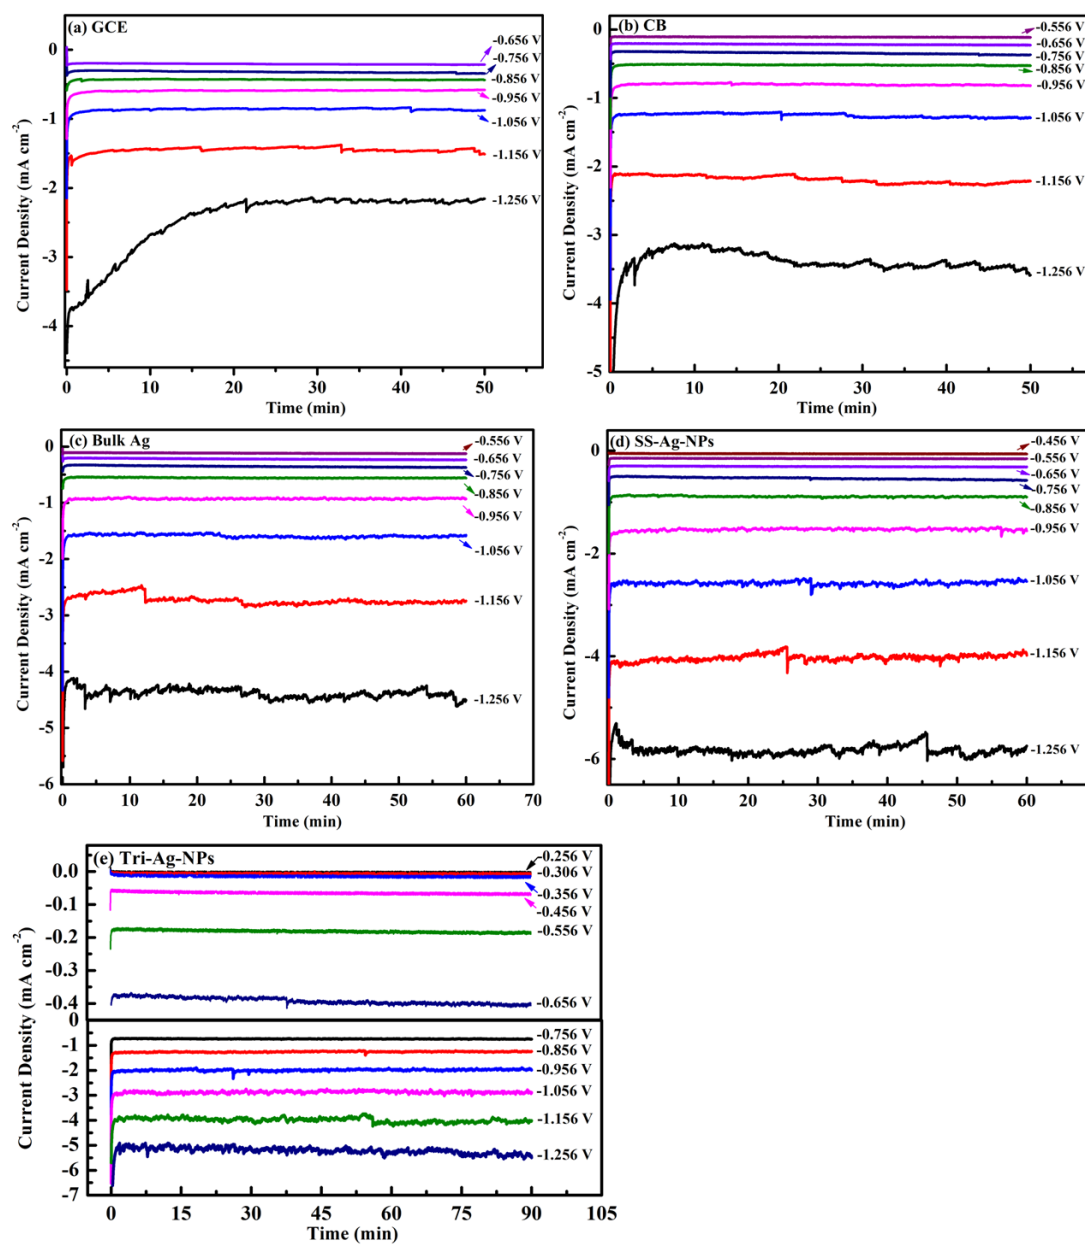 (a) GCE
0
-1
-2
-3
-4
Current Density (mA cm⁻²)
-0.656 V
-0.756 V
-0.856 V
-0.956 V
-1.056 V
-1.156 V
-1.256 V
0 10 20 30 40 50
Time (min)
(b) CB
0
-1
-2
-3
-4
-5
Current Density (mA cm⁻²)
-0.556 V
-0.656 V
-0.756 V
-0.856 V
-0.956 V
-1.056 V
-1.156 V
-1.256 V
0 10 20 30 40 50
Time (min)
(c) Bulk Ag
0
-1
-2
-3
-4
-5
-6
Current Density (mA cm⁻²)
-0.556 V
-0.656 V
-0.756 V
-0.856 V
-0.956 V
-1.056 V
-1.156 V
-1.256 V
0 10 20 30 40 50 60 70
Time (min)
(d) SS-Ag-NPs
0
-2
-4
-6
Current Density (mA cm⁻²)
-0.456 V
-0.556 V
-0.656 V
-0.756 V
-0.856 V
-0.956 V
-1.056 V
-1.156 V
-1.256 V
0 10 20 30 40 50 60
Time (min)
(e) Tri-Ag-NPs
0.0
-0.1
-0.2
-0.3
-0.4
0
-1
-2
-3
-4
-5
-6
-7
Current Density (mA cm⁻²)
-0.256 V
-0.306 V
-0.356 V
-0.456 V
-0.556 V
-0.656 V
-0.756 V
-0.856 V
-0.956 V
-1.056 V
-1.156 V
-1.256 V
0 15 30 45 60 75 90 105
Time (min)